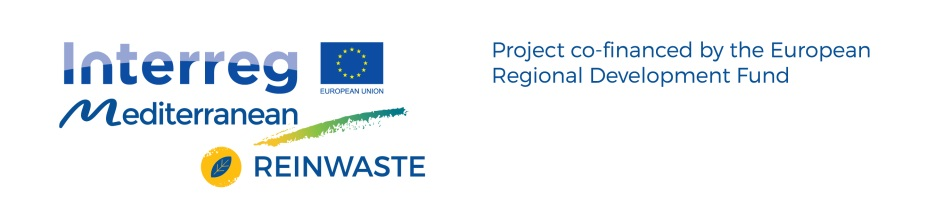 Interreg
EUROPEAN UNION
Mediterranean
REINWASTE
Project co-financed by the European
Regional Development Fund